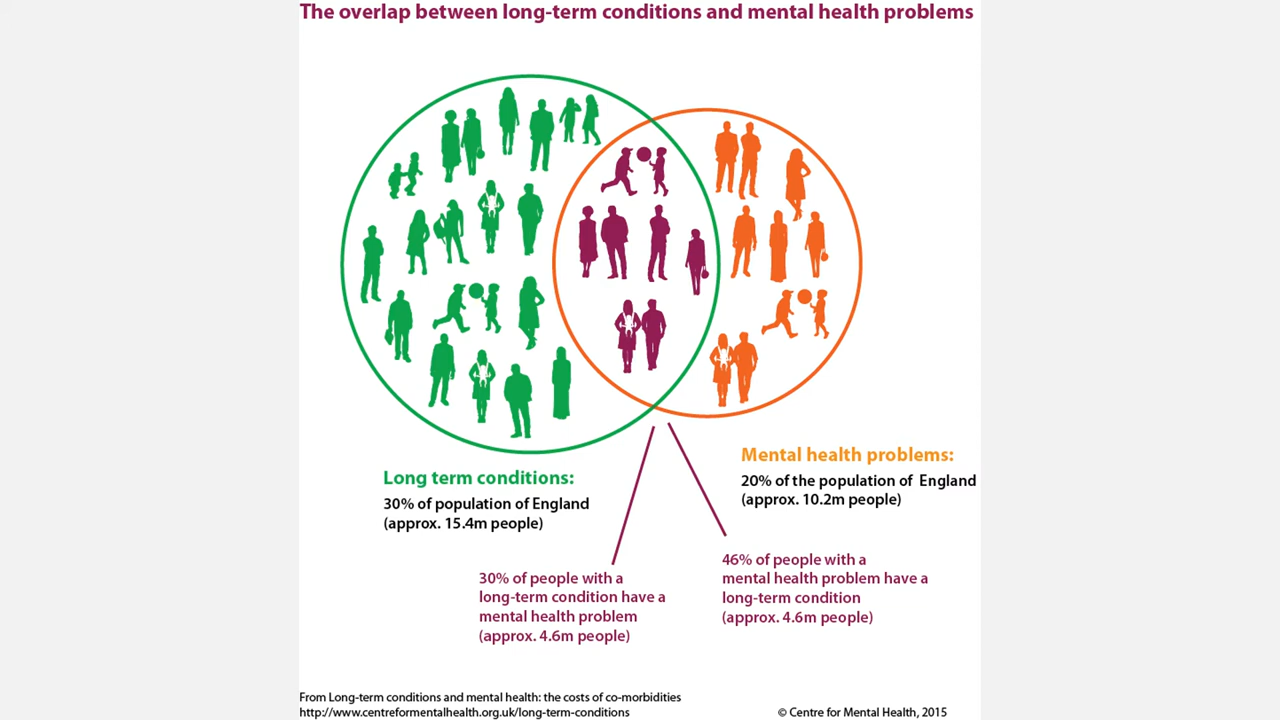 The overlap between long-term conditions and mental health problems
Long term conditions:
30% of population of England
(approx. 15.4m people)
Mental health problems:
20% of the population of England
(approx. 10.2m people)
30% of people with a
long-term condition have a
mental health problem
(approx. 4.6m people)
46% of people with a
mental health problem have a
long-term condition
(approx. 4.6m people)
From Long-term conditions and mental health: the costs of co-morbidities
http://www.centreformentalhealth.org.uk/long-term-conditions
© Centre for Mental Health, 2015